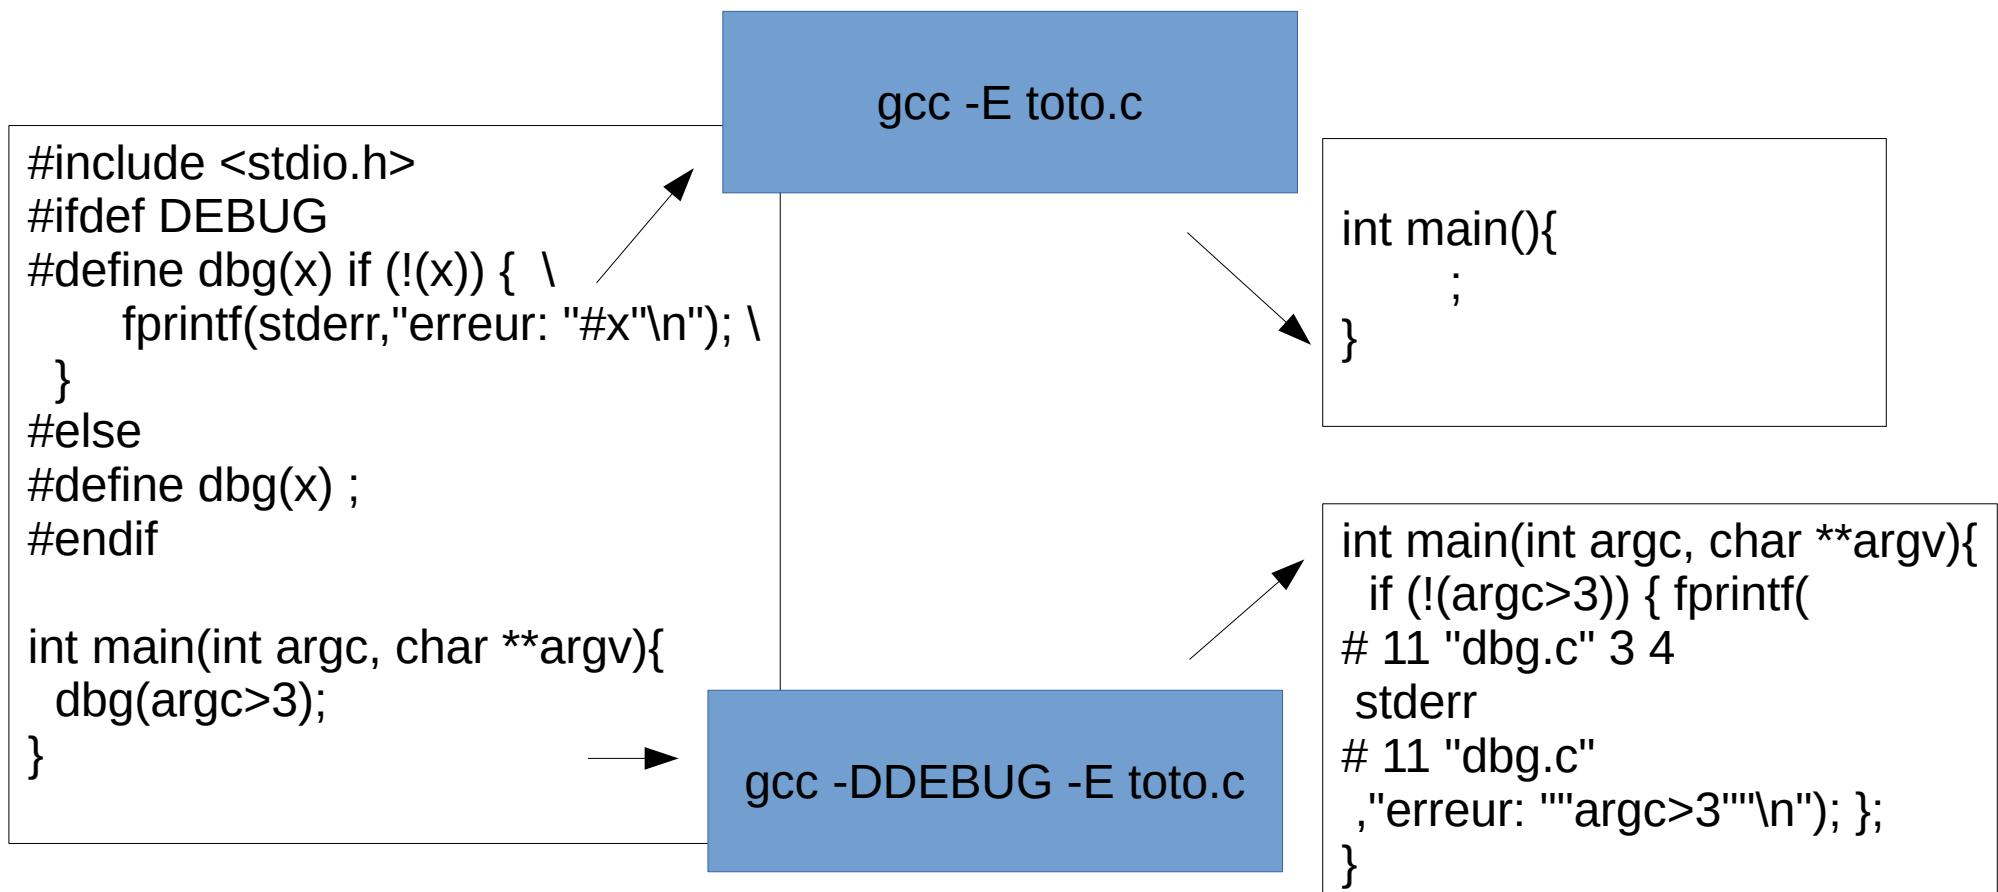 gcc -E toto.c
#include <stdio.h>
#ifdef DEBUG
#define dbg(x) if (!(x)) {  \
       fprintf(stderr,"erreur: "#x"\n"); \
  }
#else
#define dbg(x) ;
#endif

int main(int argc, char **argv){
  dbg(argc>3);
}
int main(){
        ;
}
gcc -DDEBUG -E toto.c
int main(int argc, char **argv){
  if (!(argc>3)) { fprintf(
# 11 "dbg.c" 3 4
 stderr
# 11 "dbg.c"
 ,"erreur: ""argc>3""\n"); };
}